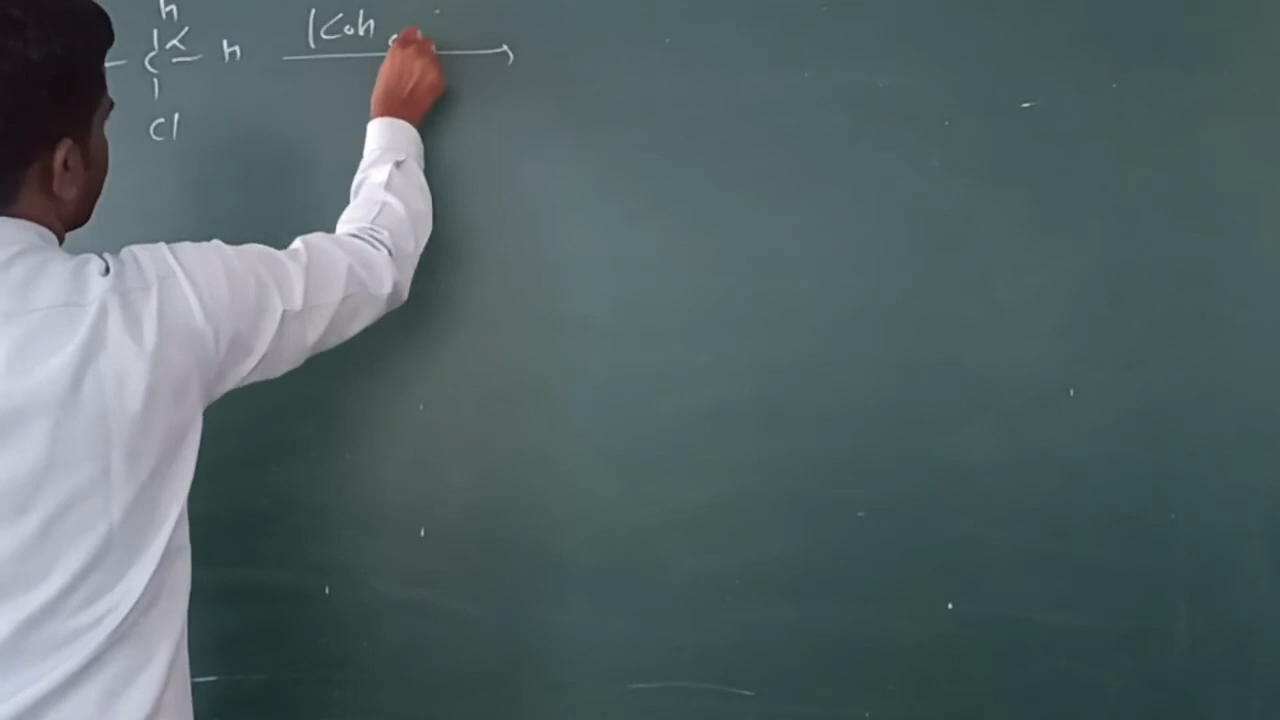 h
| α
— C — h KOH
|
Cl